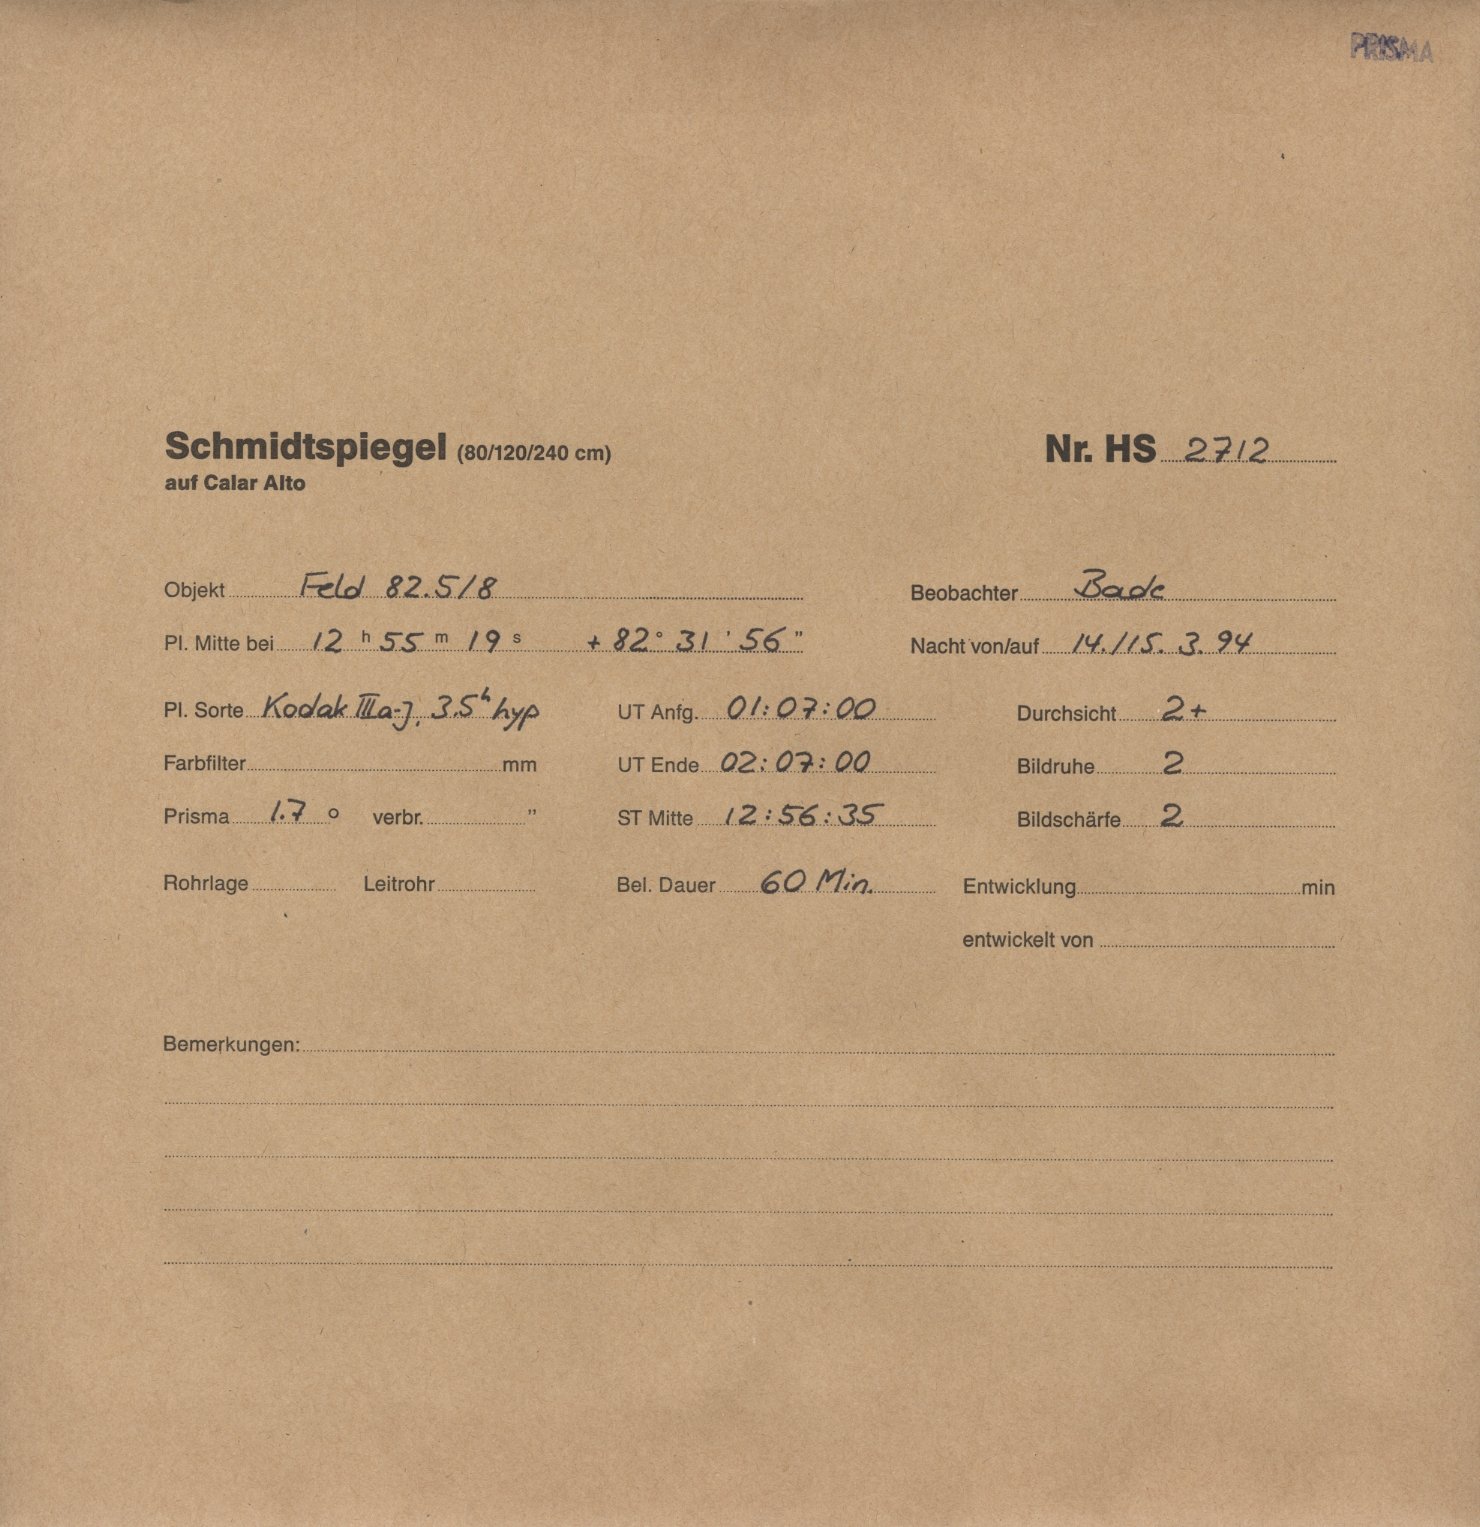 PRISMA
Schmidtspiegel (80/120/240 cm) Nr. HS 2712
auf Calar Alto
Objekt Feld 82.5/8 Beobachter Bade
Pl. Mitte bei 12 h 55 m 19 s + 82° 31' 56" Nacht von/auf 14./15. 3. 94
Pl. Sorte Kodak IIIa-J, 3.5h hyp UT Anfg. 01:07:00 Durchsicht 2+
Farbfilter mm UT Ende 02:07:00 Bildruhe 2
Prisma 1.7 ° verbr. " ST Mitte 12:56:35 Bildschärfe 2
Rohrlage Leitrohr Bel. Dauer 60 Min. Entwicklung min
entwickelt von
Bemerkungen: